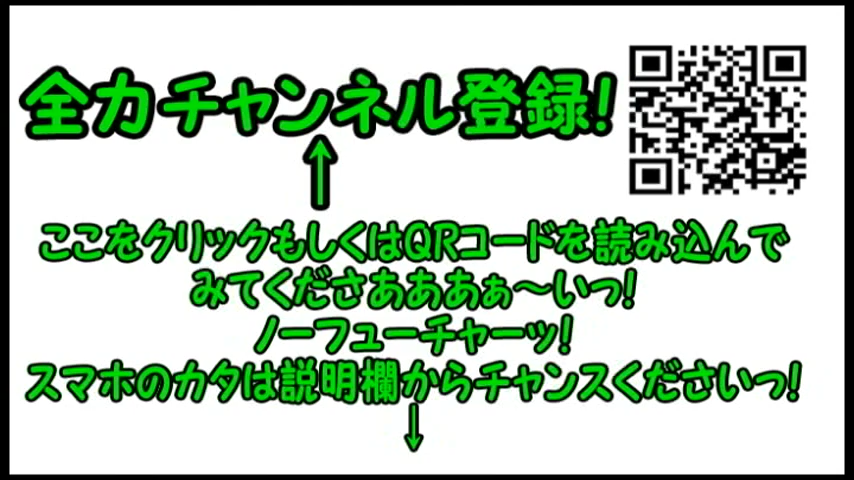 全力チャンネル登録!
↑
ここをクリックもしくはQRコードを読み込んで
みてくださあああぁ～いっ!
ノーフューチャーッ!
スマホのカタは説明欄からチャンスくださいっ!
↓